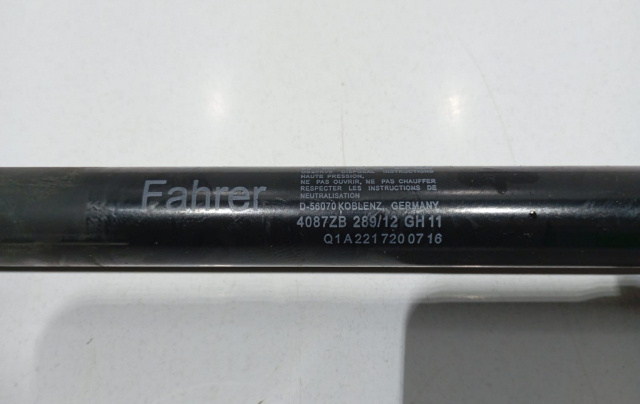 Fahrer
HAUTE PRESSION,
NE PAS OUVRIR, NE PAS CHAUFFER
RESPECTER LES INSTRUCTIONS DE
NEUTRALISATION
D-56070 KOBLENZ, GERMANY
4087ZB 289/12 GH11
Q1A2217200716